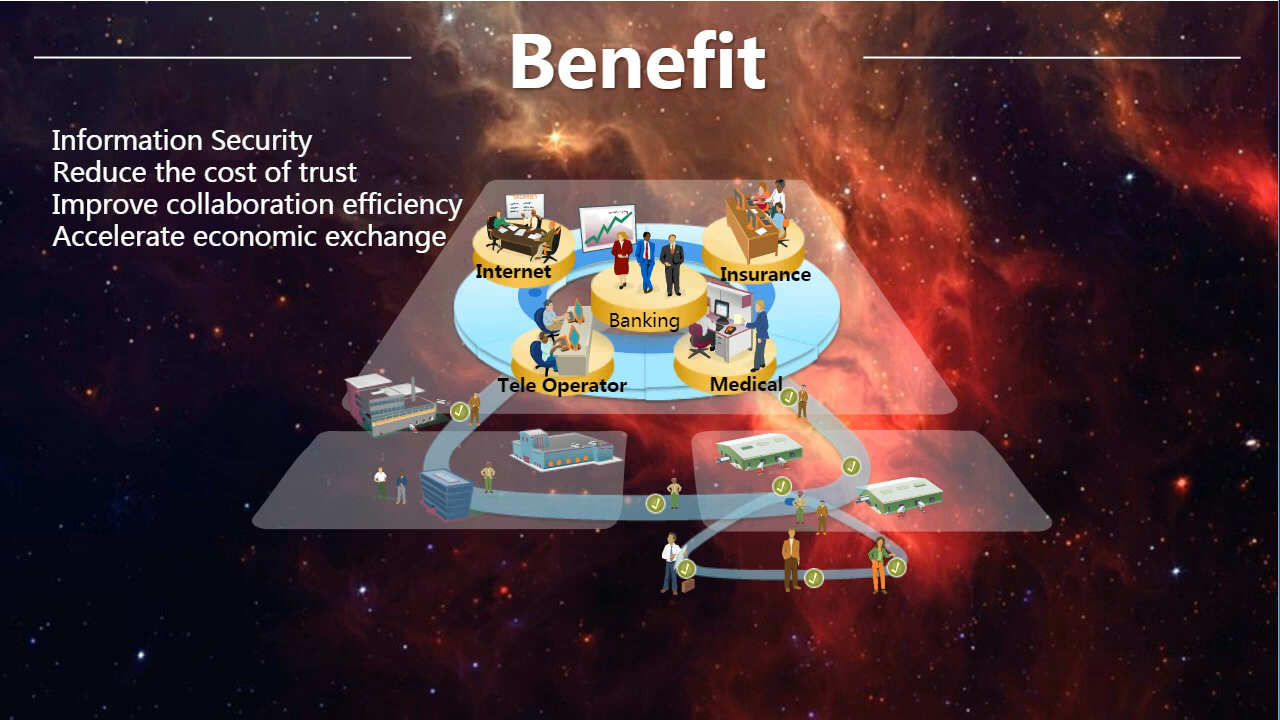 Benefit
Information Security
Reduce the cost of trust
Improve collaboration efficiency
Accelerate economic exchange
Internet
Insurance
Banking
Tele Operator
Medical